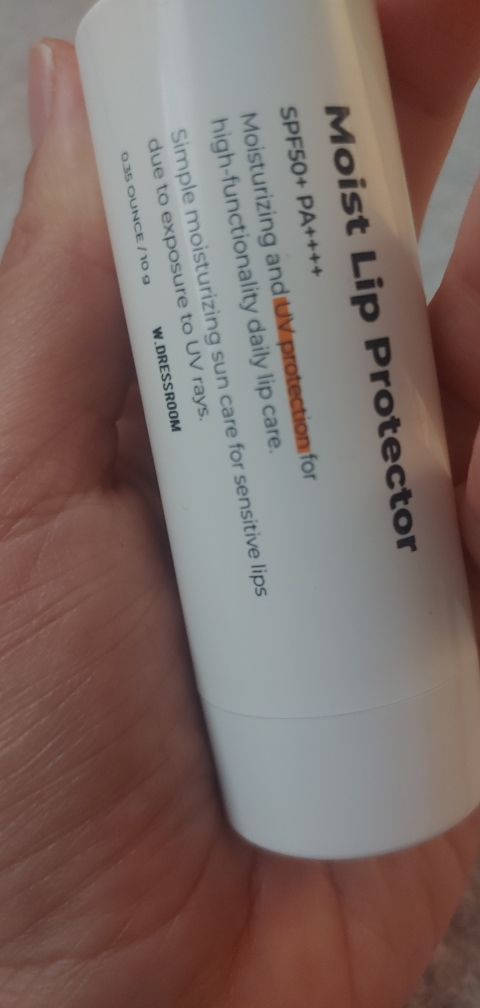 Moist Lip Protector
SPF50+ PA++++
Moisturizing and UV protection for
high-functionality daily lip care.
Simple moisturizing sun care for sensitive lips
due to exposure to UV rays.
0.35 OUNCE / 10 g
W.DRESSROOM